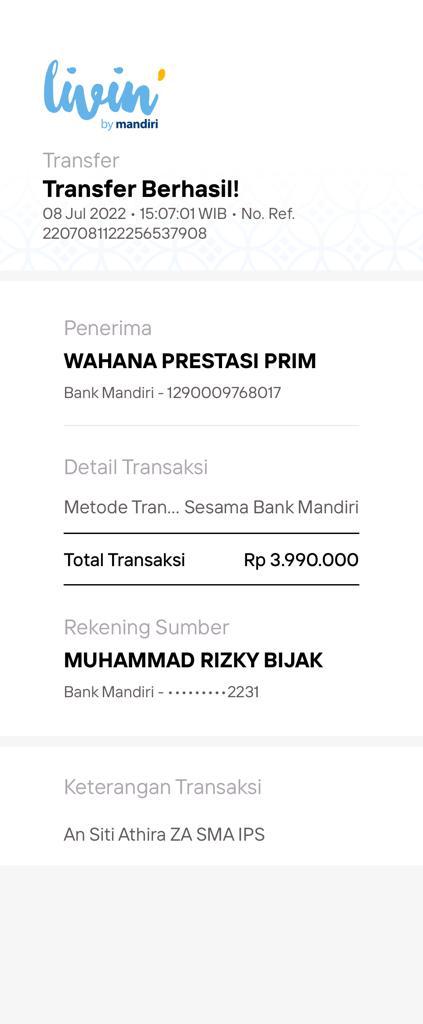 livin'
by mandiri
Transfer
Transfer Berhasil!
08 Jul 2022 • 15:07:01 WIB • No. Ref.
2207081122256537908
Penerima
WAHANA PRESTASI PRIM
Bank Mandiri - 1290009768017
Detail Transaksi
Metode Tran... Sesama Bank Mandiri
Total Transaksi Rp 3.990.000
Rekening Sumber
MUHAMMAD RIZKY BIJAK
Bank Mandiri - •••••••••2231
Keterangan Transaksi
An Siti Athira ZA SMA IPS